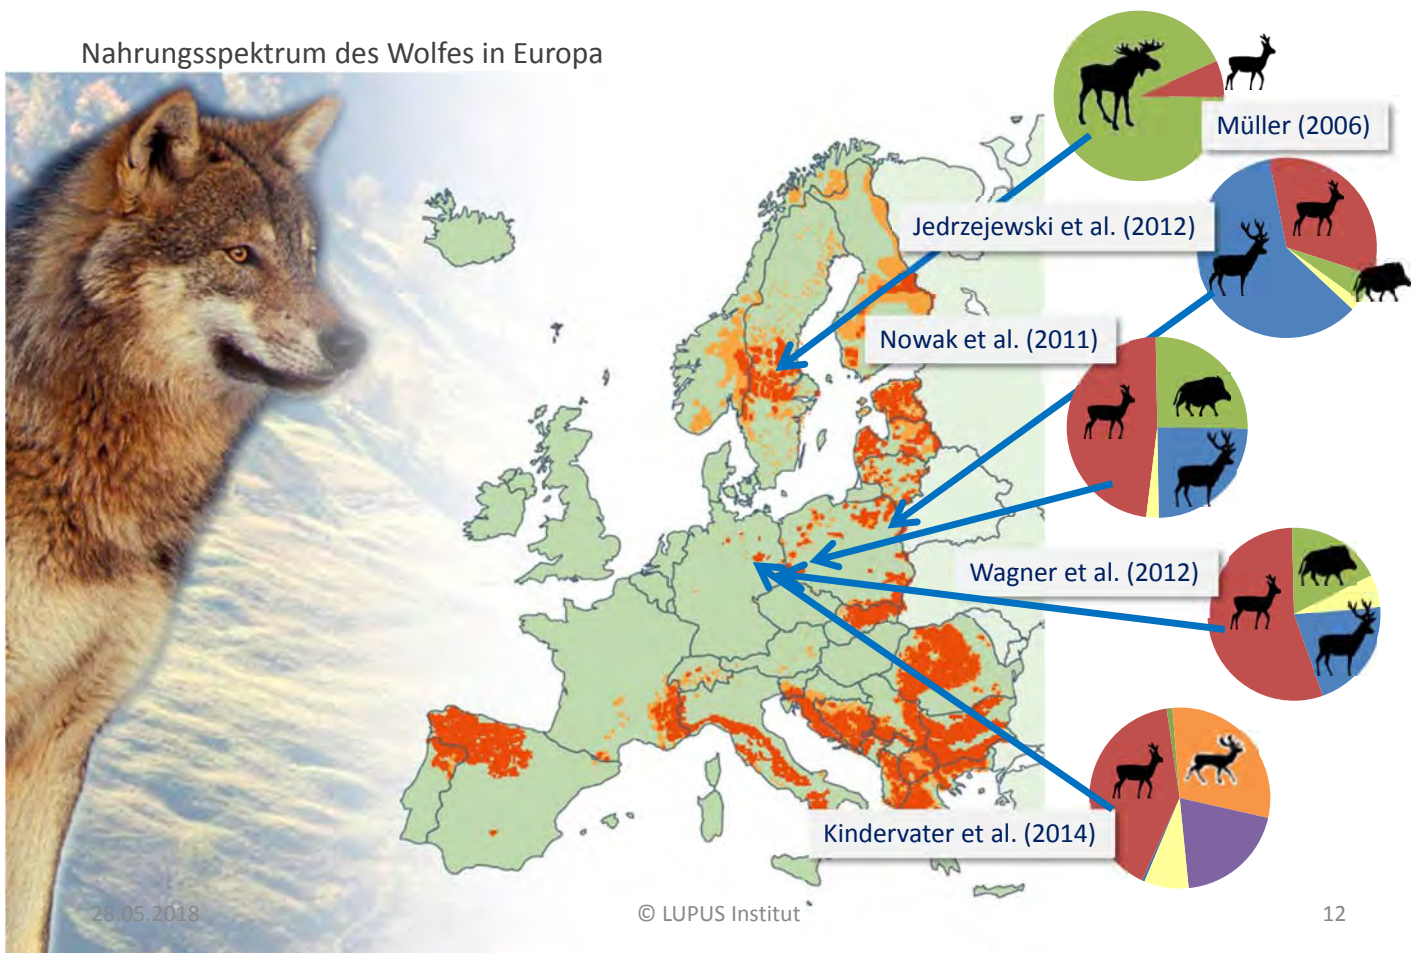 Nahrungsspektrum des Wolfes in Europa
Müller (2006)
Jedrzejewski et al. (2012)
Nowak et al. (2011)
Wagner et al. (2012)
Kindervater et al. (2014)
28.05.2018
© LUPUS Institut
12